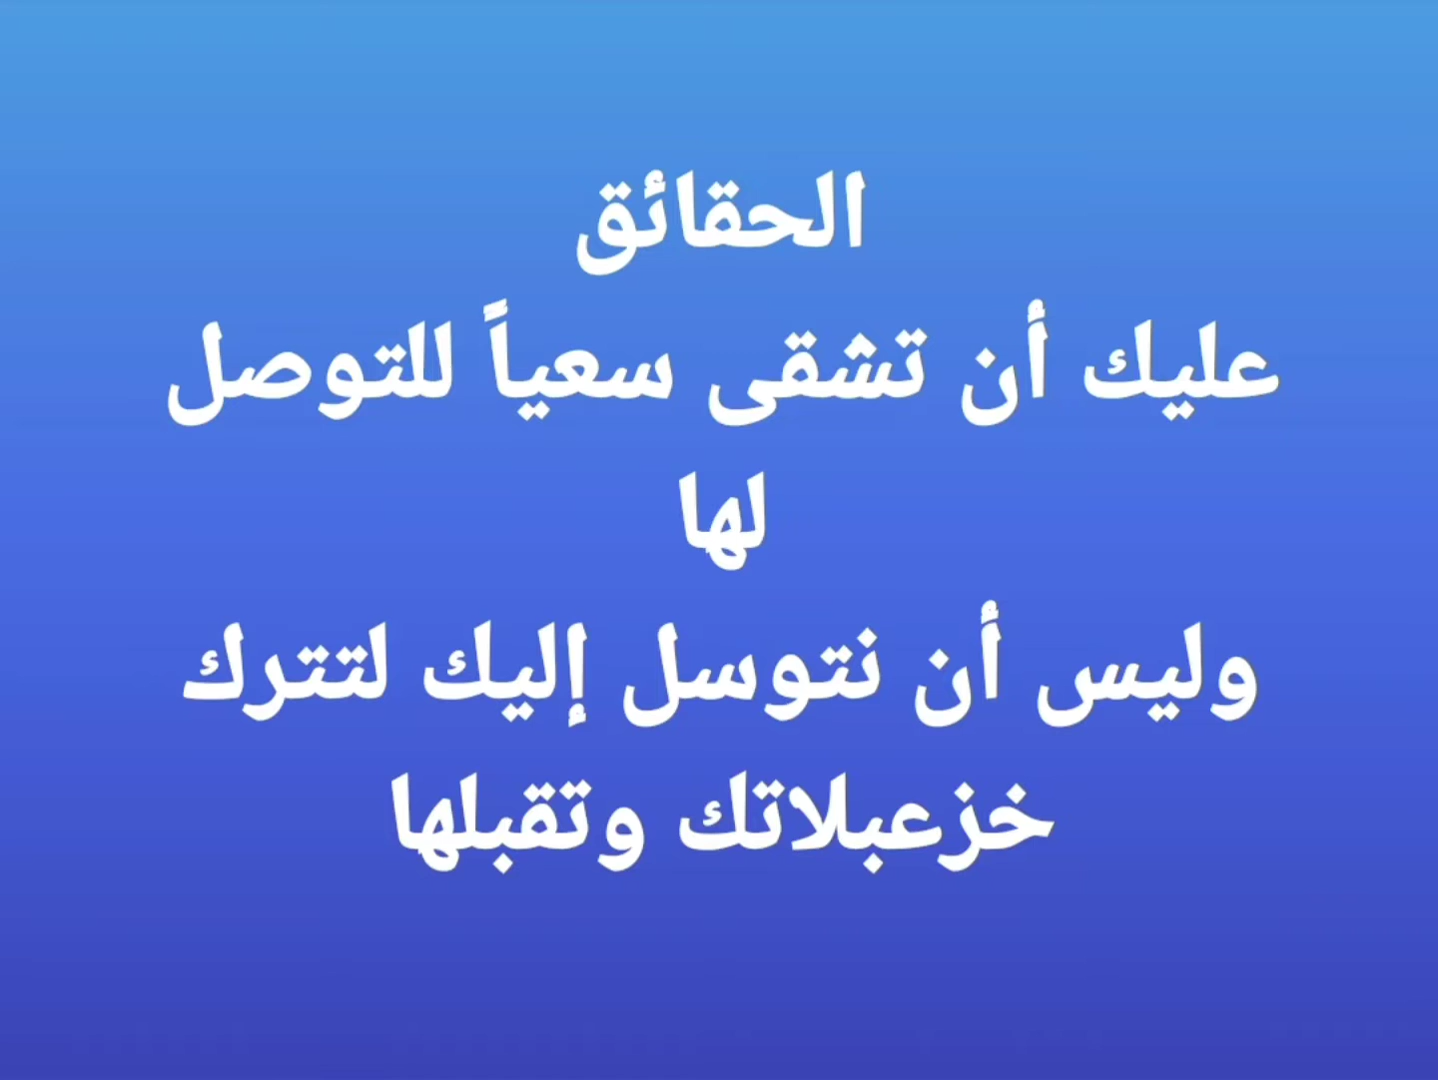 الحقائق
عليك أن تشقى سعياً للتوصل
لها
وليس أن نتوسل إليك لتترك
خزعبلاتك وتقبلها